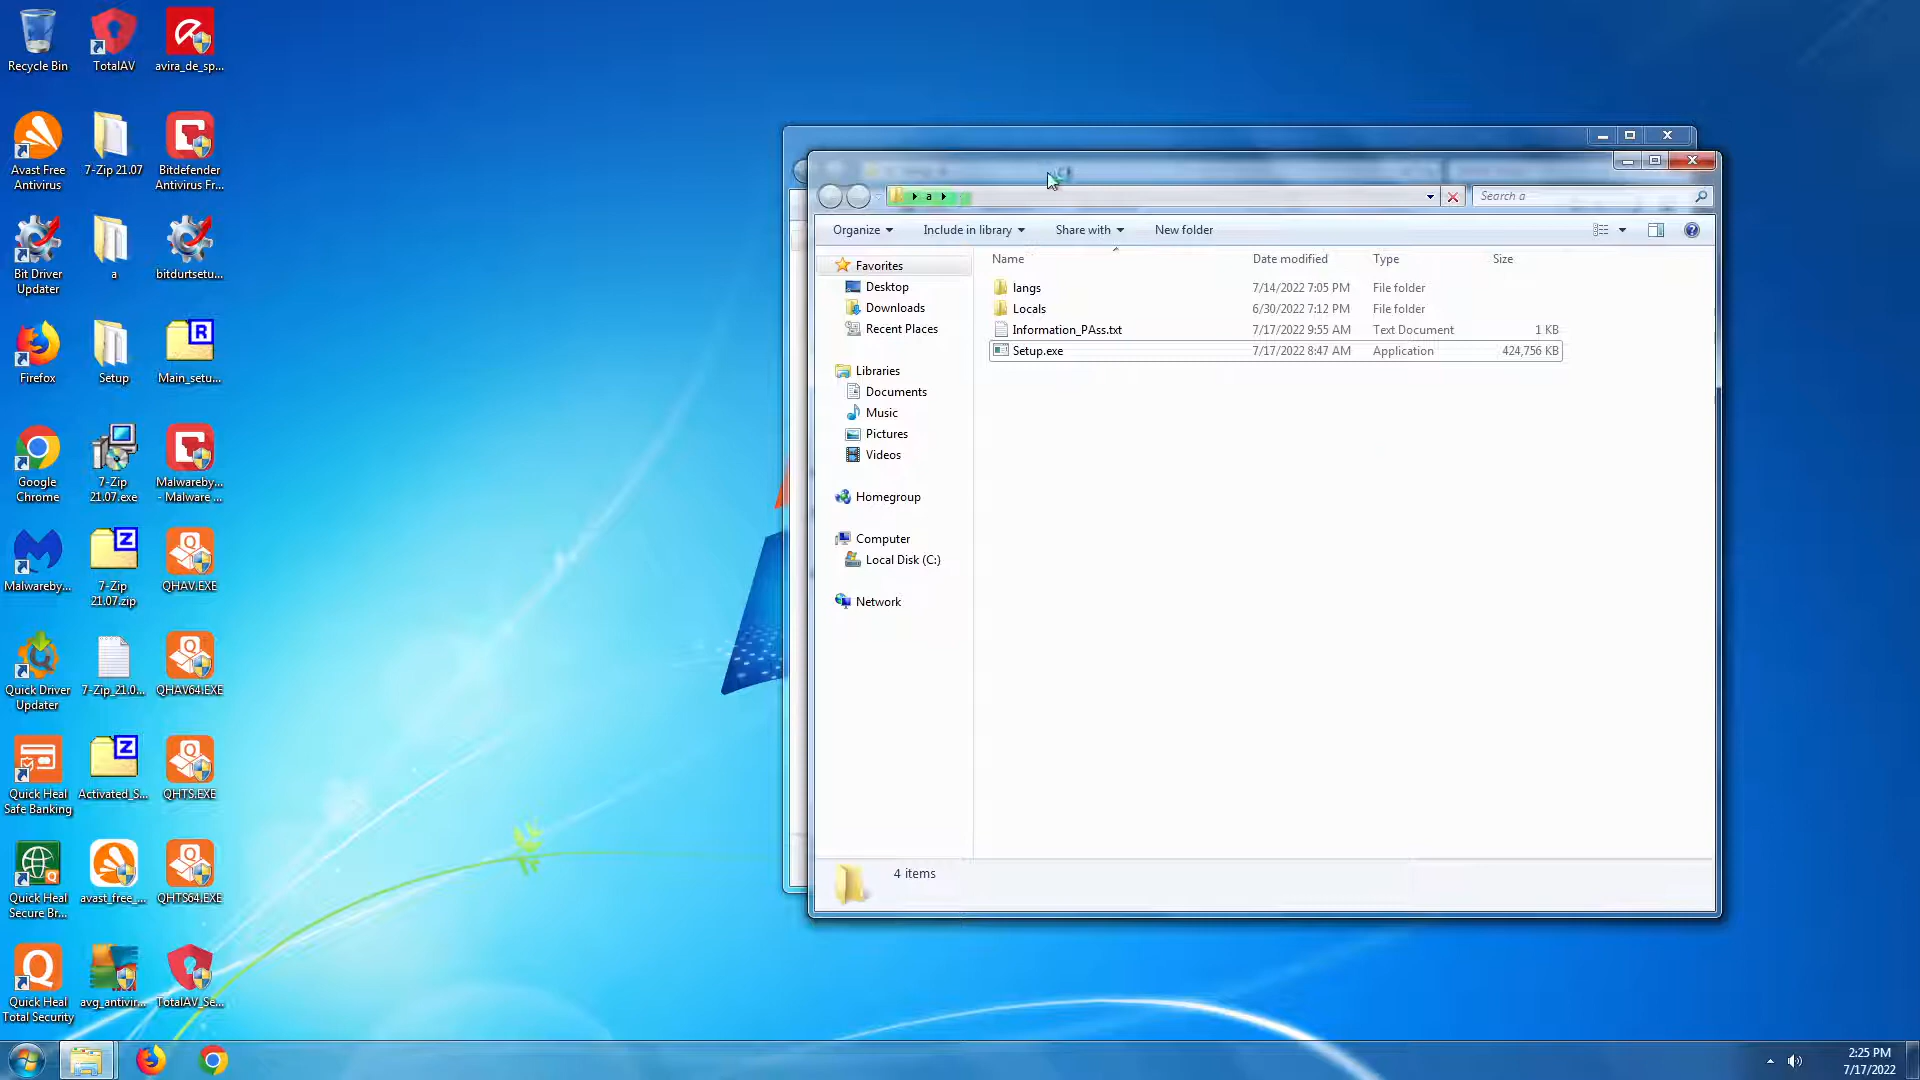 Recycle Bin
TotalAV
avira_de_sp...
Avast Free
Antivirus
7-Zip 21.07
Bitdefender
Antivirus Fr...
Bit Driver
Updater
a
bitdurtsetu...
Firefox
Setup
R
Main_setu...
Google
Chrome
7-Zip
21.07.exe
Malwareby...
- Malware ...
Malwareby...
Z
7-Zip
21.07.zip
QHAV.EXE
Quick Driver
Updater
7-Zip_21.0...
QHAV64.EXE
Quick Heal
Safe Banking
Z
Activated_S...
QHTS.EXE
Quick Heal
Secure Br...
avast_free_...
QHTS64.EXE
Quick Heal
Total Security
avg_antivir...
TotalAV_Se...
a
Search a
Organize
Include in library
Share with
New folder
Favorites
Desktop
Downloads
Recent Places
Libraries
Documents
Music
Pictures
Videos
Homegroup
Computer
Local Disk (C:)
Network
Name Date modified Type Size
langs 7/14/2022 7:05 PM File folder
Locals 6/30/2022 7:12 PM File folder
Information_PAss.txt 7/17/2022 9:55 AM Text Document 1 KB
Setup.exe 7/17/2022 8:47 AM Application 424,756 KB
4 items
2:25 PM
7/17/2022